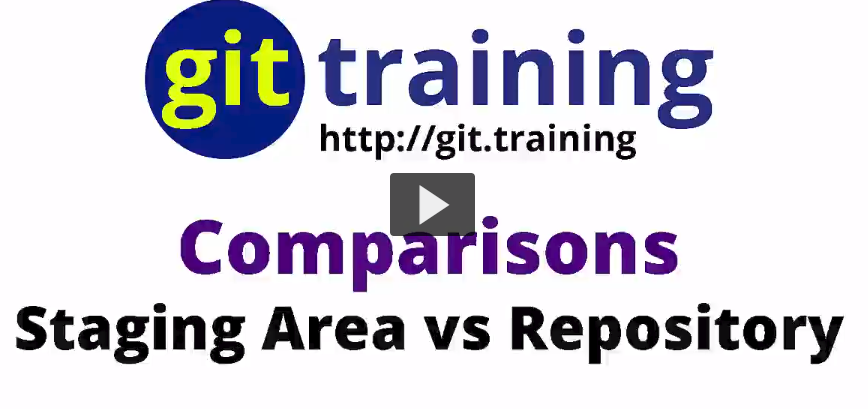 git training
http://git.training
Comparisons
Staging Area vs Repository